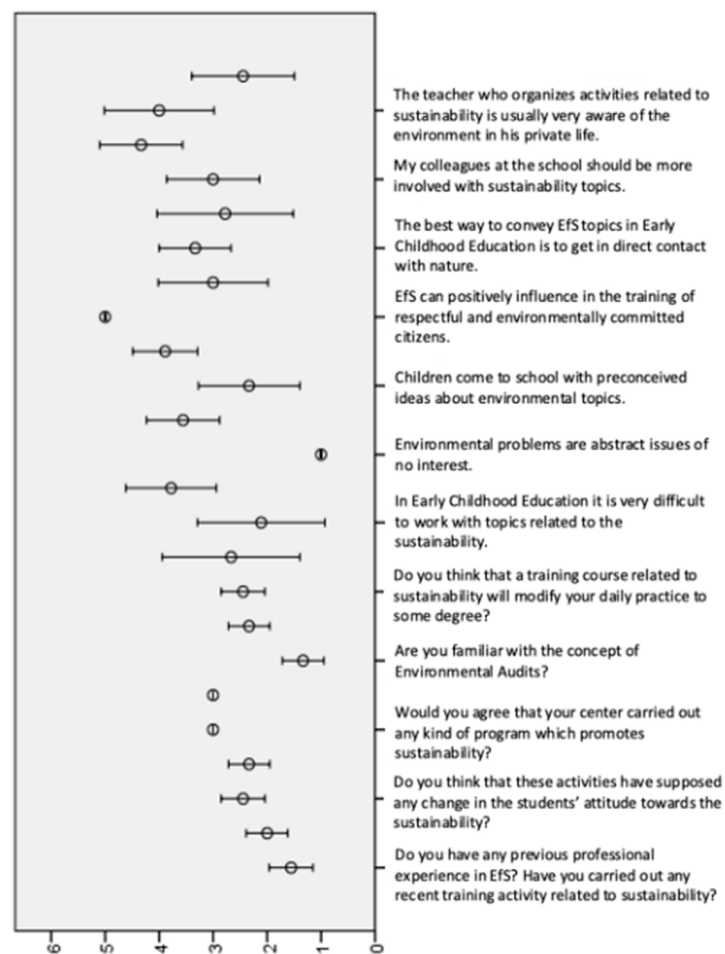 The teacher who organizes activities related to
sustainability is usually very aware of the
environment in his private life.
My colleagues at the school should be more
involved with sustainability topics.
The best way to convey EfS topics in Early
Childhood Education is to get in direct contact
with nature.
EfS can positively influence in the training of
respectful and environmentally committed
citizens.
Children come to school with preconceived
ideas about environmental topics.
Environmental problems are abstract issues of
no interest.
In Early Childhood Education it is very difficult
to work with topics related to the
sustainability.
Do you think that a training course related to
sustainability will modify your daily practice to
some degree?
Are you familiar with the concept of
Environmental Audits?
Would you agree that your center carried out
any kind of program which promotes
sustainability?
Do you think that these activities have supposed
any change in the students' attitude towards the
sustainability?
Do you have any previous professional
experience in EfS? Have you carried out any
recent training activity related to sustainability?
6 5 4 3 2 1 0